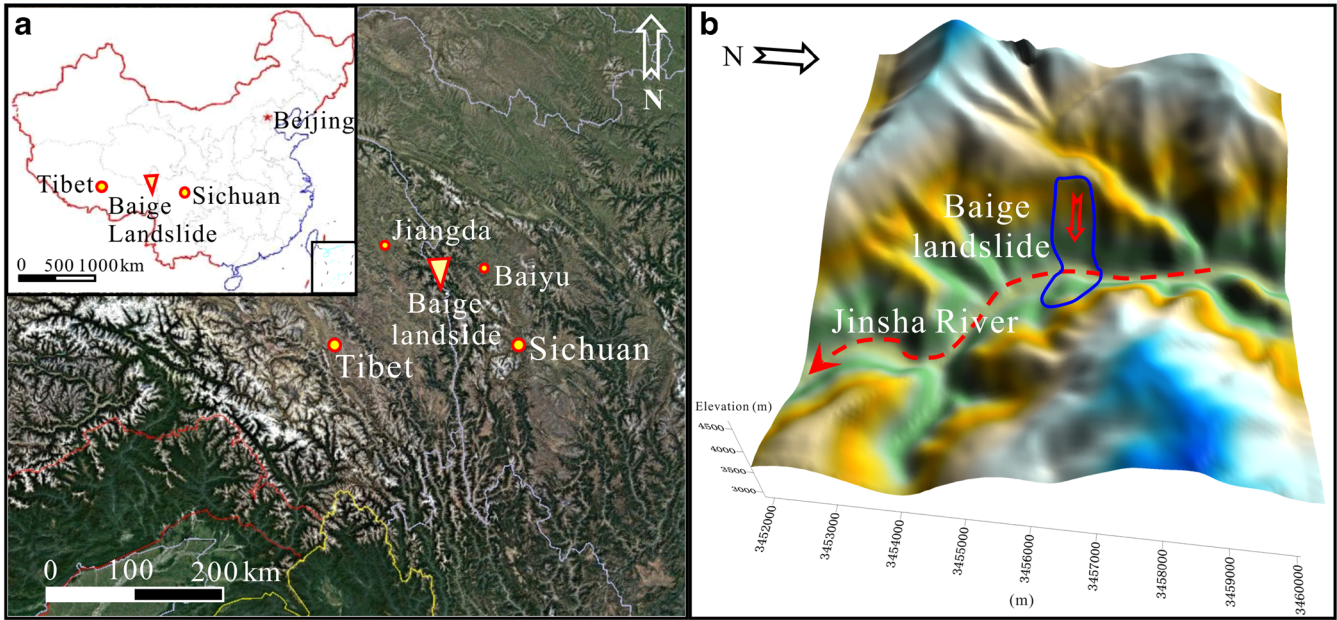 a
Beijing
Tibet
Sichuan
Baige
Landslide
0 500 1000 km
N
Jiangda
Baiyu
Baige
landside
Tibet
Sichuan
0 100 200 km
b
N
Baige
landslide
Jinsha River
Elevation (m)
4500
4000
3500
3000
3452000
3453000
3454000
3455000
3456000
3457000
3458000
3459000
3460000
(m)